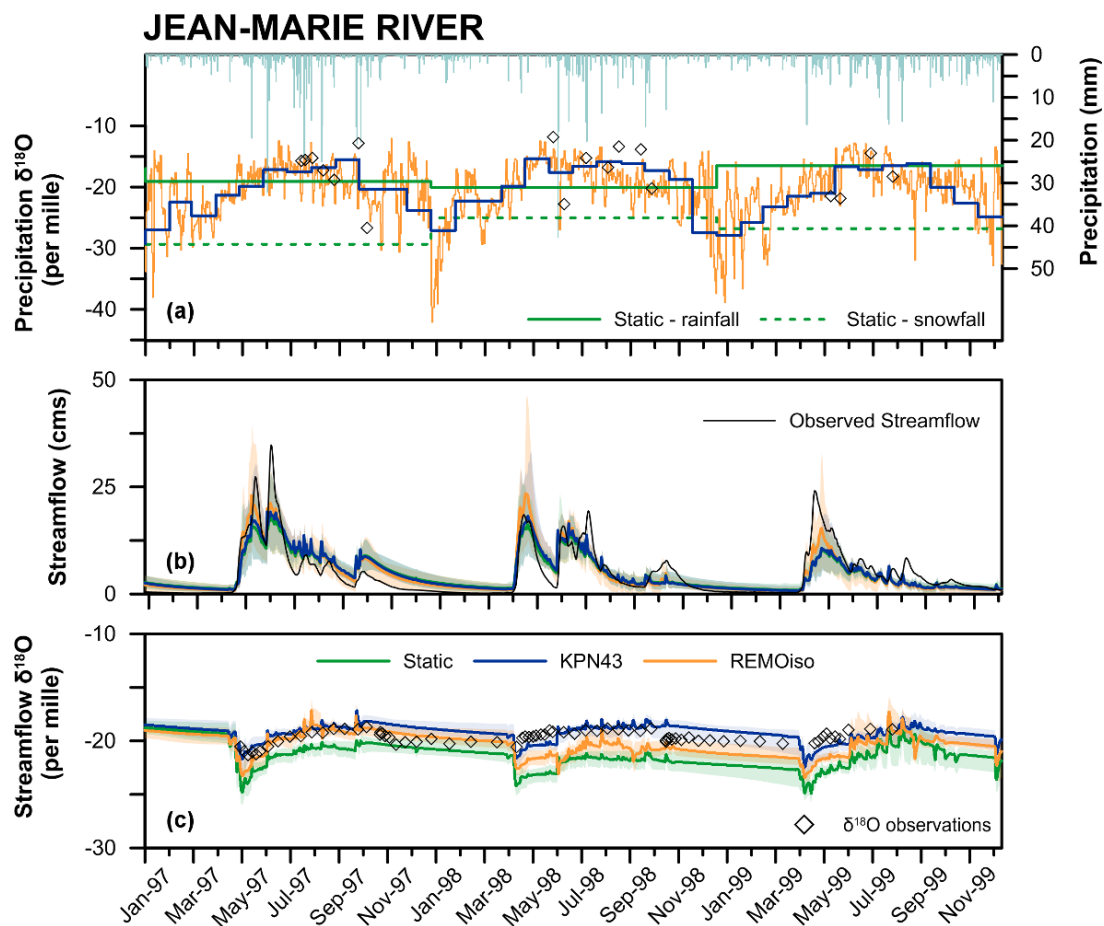 JEAN-MARIE RIVER
Precipitation δ¹⁸O
(per mille)
-10
-20
-30
-40
0
10
20
30
40
50
Precipitation (mm)
(a)
Static - rainfall
Static - snowfall
Streamflow (cms)
50
25
0
Observed Streamflow
(b)
Streamflow δ¹⁸O
(per mille)
-10
-20
-30
Static
KPN43
REMOiso
(c)
δ¹⁸O observations
Jan-97
Mar-97
May-97
Jul-97
Sep-97
Nov-97
Jan-98
Mar-98
May-98
Jul-98
Sep-98
Nov-98
Jan-99
Mar-99
May-99
Jul-99
Sep-99
Nov-99